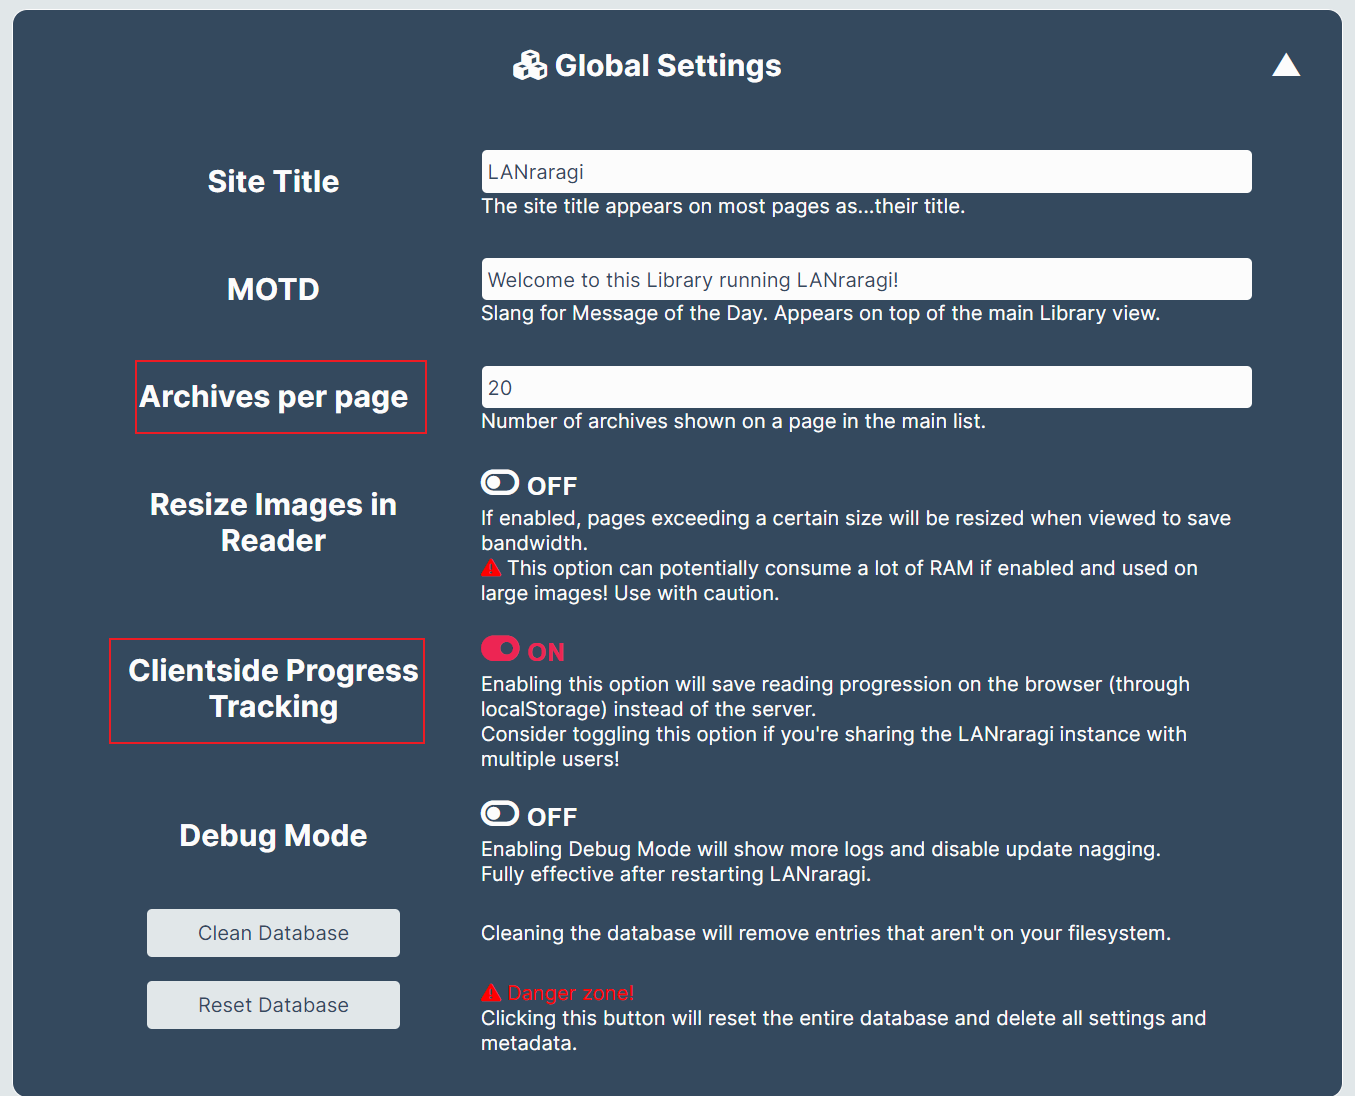 Global Settings
Site Title
LANraragi
The site title appears on most pages as...their title.
MOTD
Welcome to this Library running LANraragi!
Slang for Message of the Day. Appears on top of the main Library view.
Archives per page
20
Number of archives shown on a page in the main list.
Resize Images in
Reader
OFF
If enabled, pages exceeding a certain size will be resized when viewed to save
bandwidth.
This option can potentially consume a lot of RAM if enabled and used on
large images! Use with caution.
Clientside Progress
Tracking
ON
Enabling this option will save reading progression on the browser (through
localStorage) instead of the server.
Consider toggling this option if you're sharing the LANraragi instance with
multiple users!
Debug Mode
OFF
Enabling Debug Mode will show more logs and disable update nagging.
Fully effective after restarting LANraragi.
Clean Database
Cleaning the database will remove entries that aren't on your filesystem.
Reset Database
Danger zone!
Clicking this button will reset the entire database and delete all settings and
metadata.